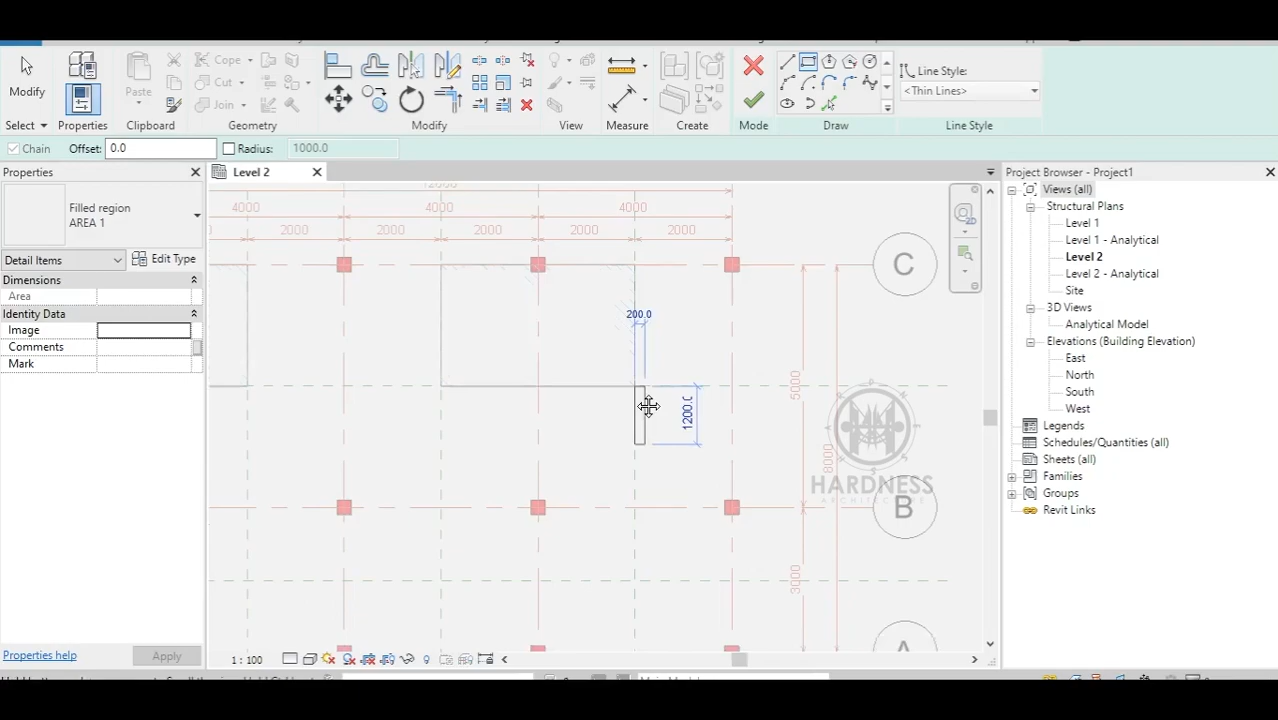 Modify
Select
Properties
Paste
Clipboard
Cope
Cut
Join
Geometry
Modify
View
Measure
Create
Mode
Draw
Line Style:
<Thin Lines>
Line Style
Chain
Offset: 0.0
Radius: 1000.0
Properties
Filled region
AREA 1
Detail Items
Edit Type
Dimensions
Area
Identity Data
Image
Comments
Mark
Properties help
Apply
Level 2
12000
4000
4000
4000
2000
2000
2000
2000
2000
200.0
1200.0
5000
8000
3000
C
B
A
HARDNESS
ARCHITECTURE
1 : 100
Project Browser - Project1
Views (all)
Structural Plans
Level 1
Level 1 - Analytical
Level 2
Level 2 - Analytical
Site
3D Views
Analytical Model
Elevations (Building Elevation)
East
North
South
West
Legends
Schedules/Quantities (all)
Sheets (all)
Families
Groups
Revit Links